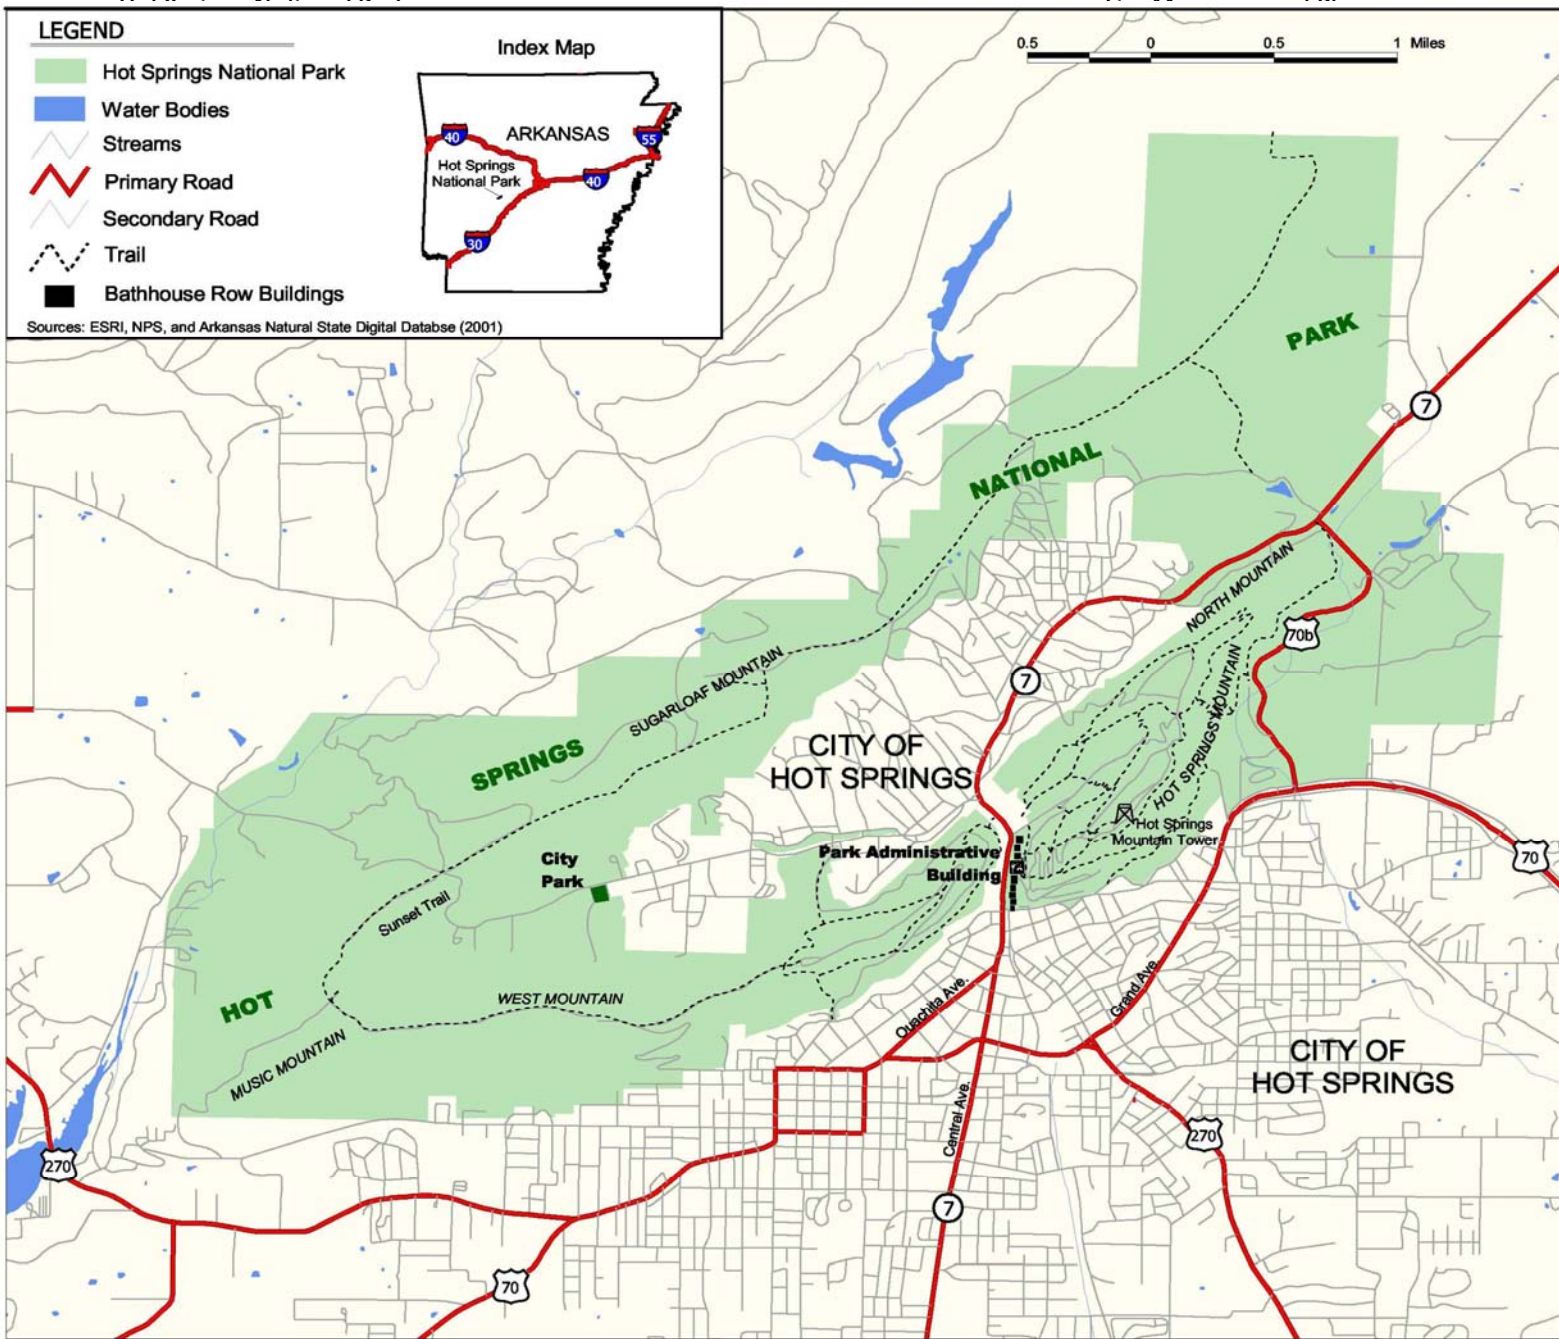 LEGEND
Hot Springs National Park
Water Bodies
Streams
Primary Road
Secondary Road
Trail
Bathhouse Row Buildings
Sources: ESRI, NPS, and Arkansas Natural State Digital Databse (2001)
Index Map
ARKANSAS
40
55
Hot Springs
National Park
40
30
0.5 0 0.5 1 Miles
PARK
7
NATIONAL
NORTH MOUNTAIN
70b
SUGARLOAF MOUNTAIN
7
HOT SPRINGS MOUNTAIN
SPRINGS
CITY OF
HOT SPRINGS
Hot Springs
Mountain Tower
City
Park
Park Administrative
Building
70
Sunset Trail
HOT
WEST MOUNTAIN
MUSIC MOUNTAIN
Ouachita Ave.
Grand Ave.
CITY OF
HOT SPRINGS
Central Ave.
270
270
7
70